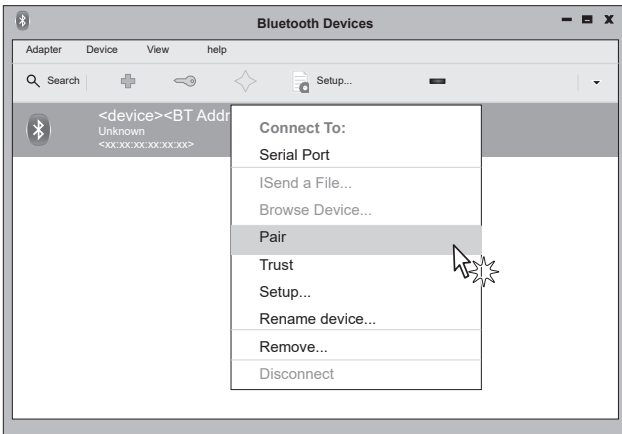 Bluetooth Devices
Adapter Device View help
Search Setup...
<device><BT Addr
Unknown
<xx:xx:xx:xx:xx:xx>
Connect To:
Serial Port
ISend a File...
Browse Device...
Pair
Trust
Setup...
Rename device...
Remove...
Disconnect